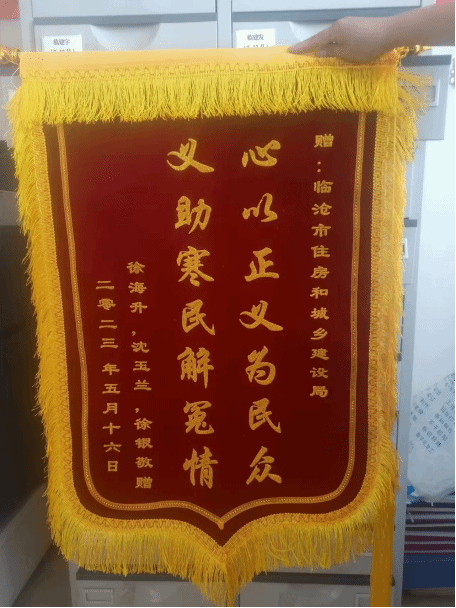 赠：临沧市住房和城乡建设局
心以正义为民众
义助寒民解冤情
徐海升，沈玉兰，徐银敬赠
二零二三年五月十六日